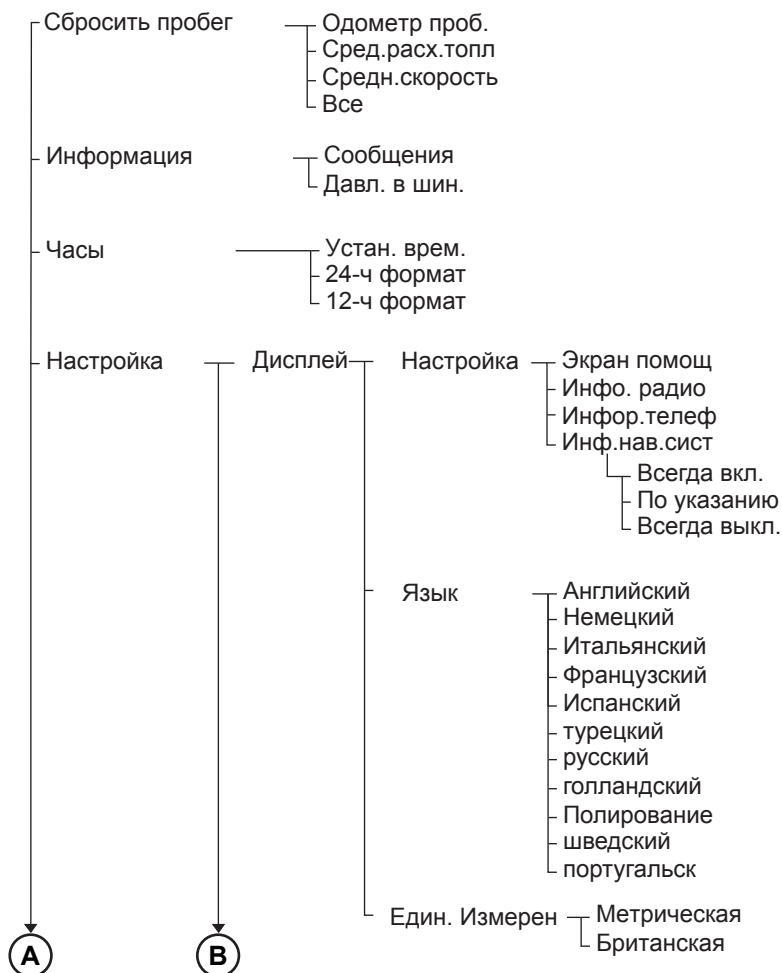 Сбросить пробег
Одометр проб.
Сред.расх.топл
Средн.скорость
Все
Информация
Сообщения
Давл. в шин.
Часы
Устан. врем.
24-ч формат
12-ч формат
Настройка
Дисплей
Настройка
Экран помощ
Инфо. радио
Инфор.телеф
Инф.нав.сист
Всегда вкл.
По указанию
Всегда выкл.
Язык
Английский
Немецкий
Итальянский
Французский
Испанский
турецкий
русский
голландский
Полирование
шведский
португальск
Един. Измерен
Метрическая
Британская
A
B